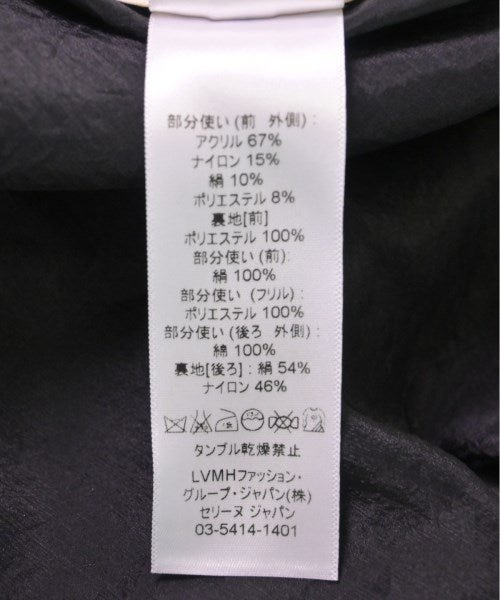 部分使い(前 外側):
アクリル 67%
ナイロン 15%
絹 10%
ポリエステル 8%
裏地[前]
ポリエステル 100%
部分使い(前):
絹 100%
部分使い (フリル):
ポリエステル 100%
部分使い(後ろ 外側):
綿 100%
裏地[後ろ]: 絹 54%
ナイロン 46%
タンブル乾燥禁止
LVMHファッション・
グループ・ジャパン(株)
セリーヌ ジャパン
03-5414-1401